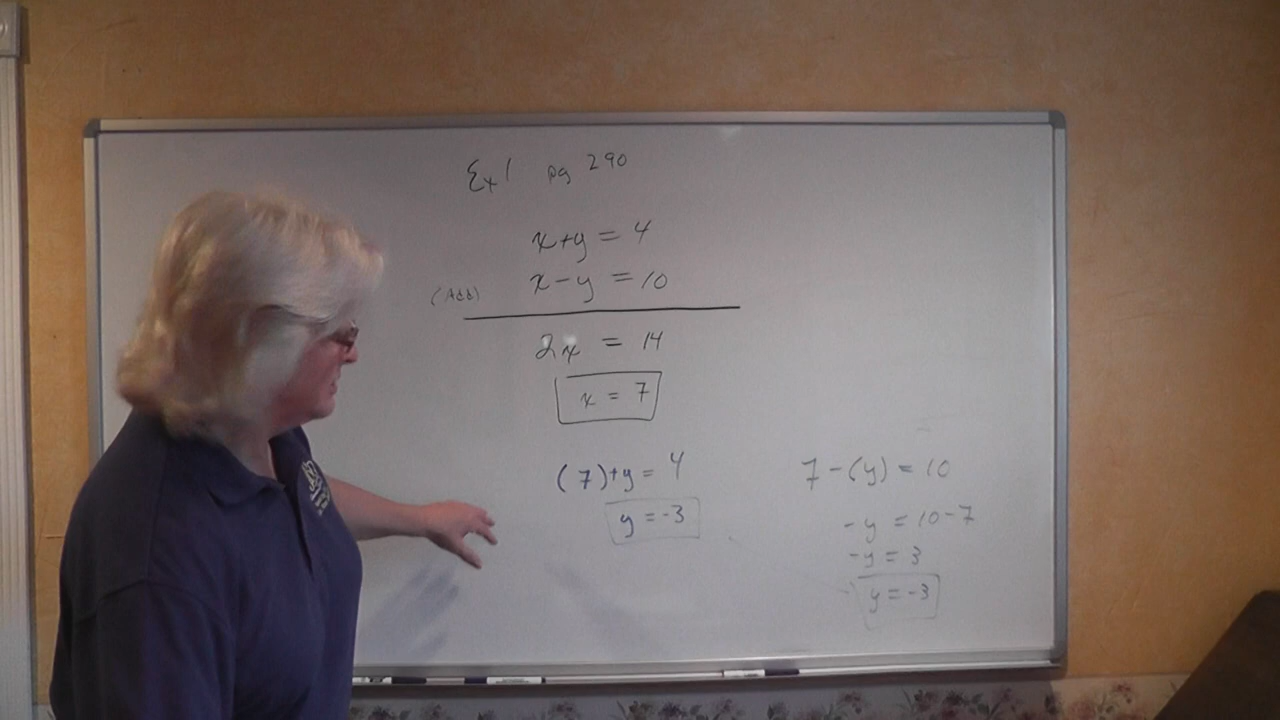 Ex 1 pg 290
x+y = 4
(Add) x-y = 10
2x = 14
x = 7
(7)+y = 4
y = -3
7-(y) = 10
-y = 10-7
-y = 3
y = -3